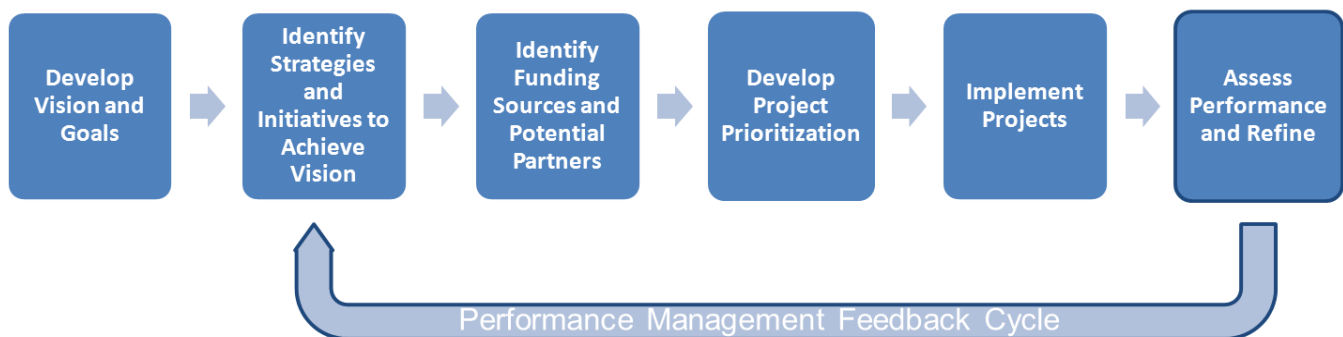 Develop
Vision and
Goals
Identify
Strategies
and
Initiatives to
Achieve
Vision
Identify
Funding
Sources and
Potential
Partners
Develop
Project
Prioritization
Implement
Projects
Assess
Performance
and Refine
Performance Management Feedback Cycle